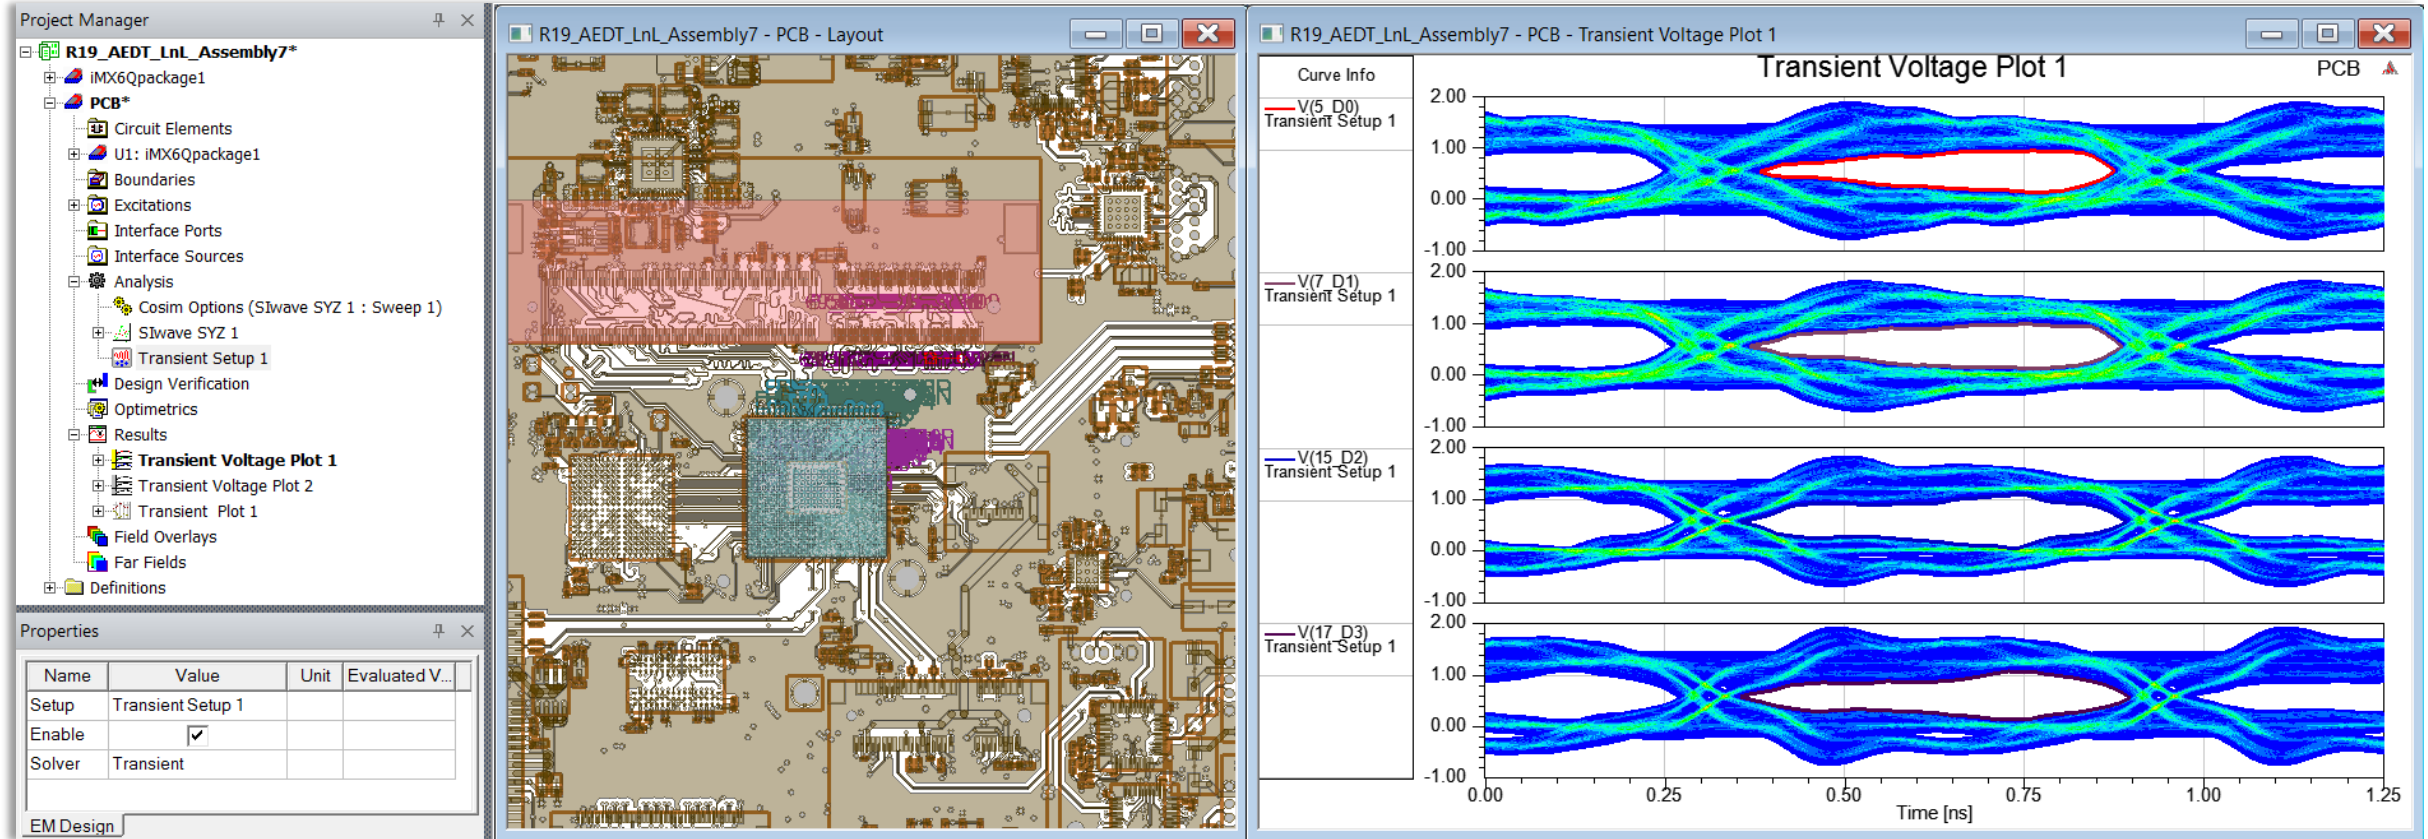 Project Manager
R19_AEDT_LnL_Assembly7*
iMX6Qpackage1
PCB*
Circuit Elements
U1: iMX6Qpackage1
Boundaries
Excitations
Interface Ports
Interface Sources
Analysis
Cosim Options (SIwave SYZ 1 : Sweep 1)
SIwave SYZ 1
Transient Setup 1
Design Verification
Optimetrics
Results
Transient Voltage Plot 1
Transient Voltage Plot 2
Transient Plot 1
Field Overlays
Far Fields
Definitions
Properties
Name Value Unit Evaluated V...
Setup Transient Setup 1
Enable
Solver Transient
EM Design
R19_AEDT_LnL_Assembly7 - PCB - Layout
R19_AEDT_LnL_Assembly7 - PCB - Transient Voltage Plot 1
Transient Voltage Plot 1
PCB
Curve Info
V(5_D0)
Transient Setup 1
V(7_D1)
Transient Setup 1
V(15_D2)
Transient Setup 1
V(17_D3)
Transient Setup 1
2.00
1.00
0.00
-1.00
2.00
1.00
0.00
-1.00
2.00
1.00
0.00
-1.00
2.00
1.00
0.00
-1.00
0.00 0.25 0.50 0.75 1.00 1.25
Time [ns]